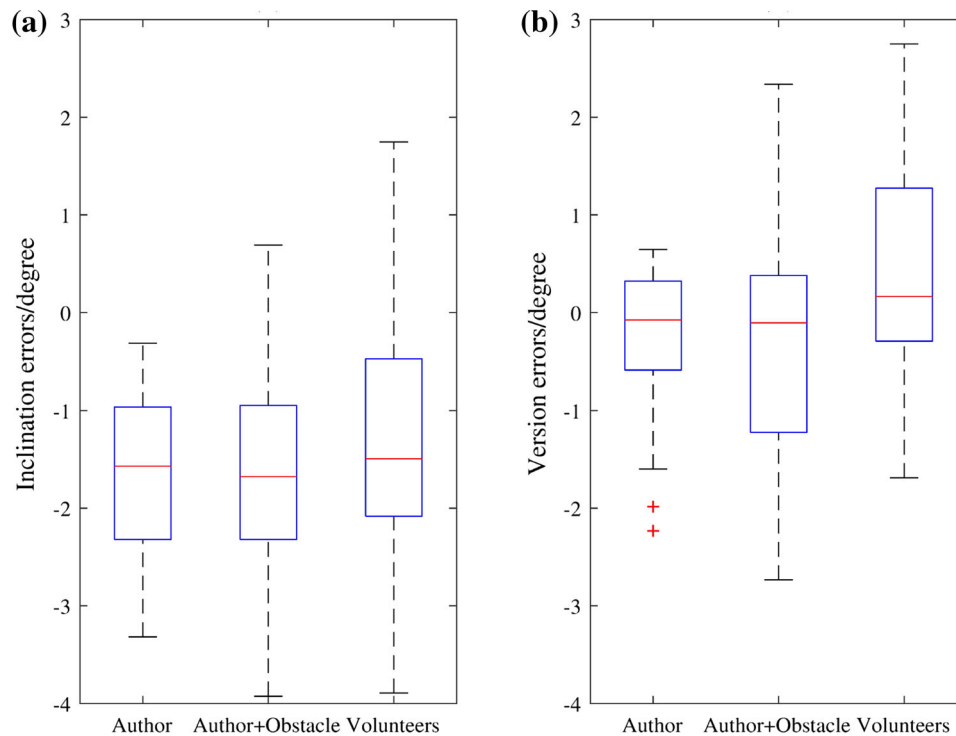 (a)
Inclination errors/degree
3
2
1
0
-1
-2
-3
-4
Author Author+Obstacle Volunteers
(b)
Version errors/degree
3
2
1
0
-1
-2
-3
-4
Author Author+Obstacle Volunteers